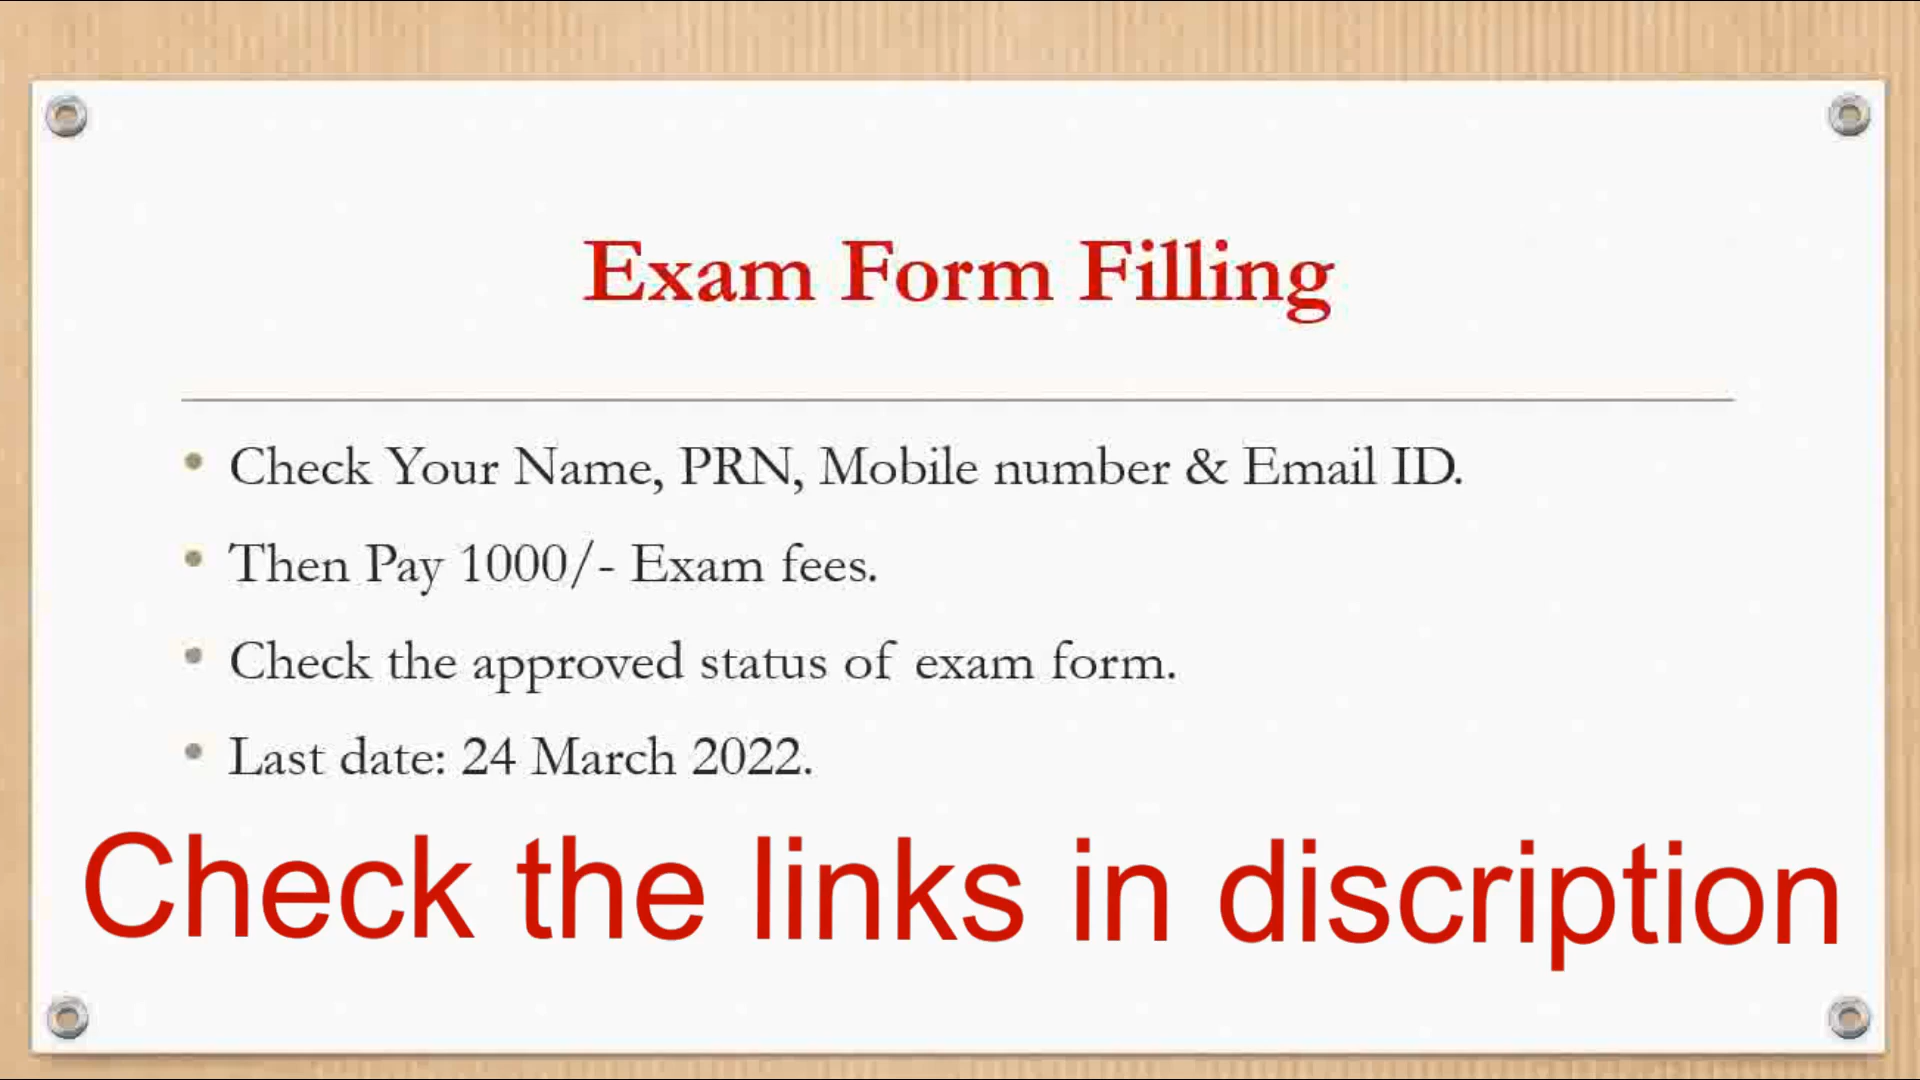 Exam Form Filling
• Check Your Name, PRN, Mobile number & Email ID.
• Then Pay 1000/- Exam fees.
• Check the approved status of exam form.
• Last date: 24 March 2022.
Check the links in discription